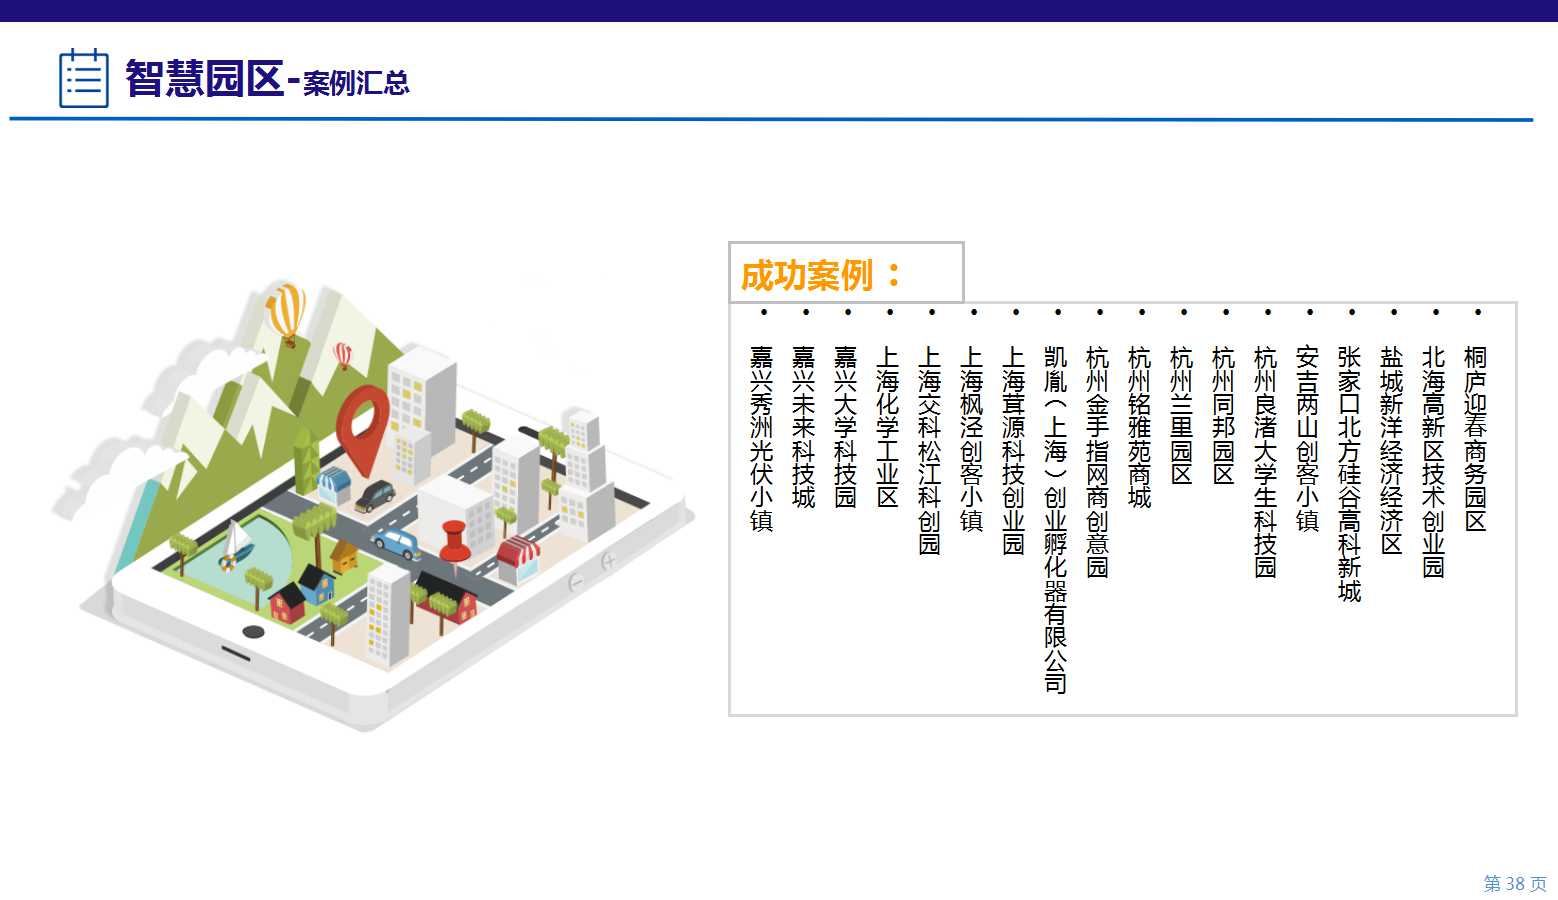 智慧园区-案例汇总
成功案例：
• 嘉兴秀洲光伏小镇
• 嘉兴未来科技城
• 嘉兴大学科技园
• 上海化学工业区
• 上海交科松江科创园
• 上海枫泾创客小镇
• 上海茸源科技创业园
• 凯胤（上海）创业孵化器有限公司
• 杭州金手指网商创意园
• 杭州铭雅苑商城
• 杭州兰里园区
• 杭州同邦园区
• 杭州良渚大学生科技园
• 安吉两山创客小镇
• 张家口北方硅谷高科新城
• 盐城新洋经济经济区
• 北海高新区技术创业园
• 桐庐迎春商务园区
第 38 页